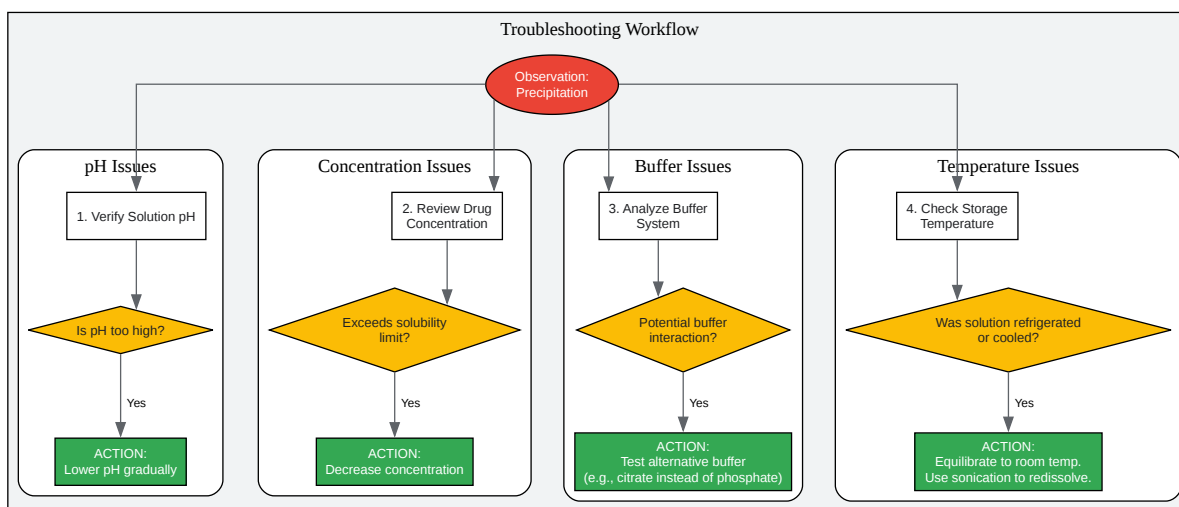 Troubleshooting Workflow
Observation:
Precipitation
pH Issues
1. Verify Solution pH
Is pH too high?
Yes
ACTION:
Lower pH gradually
Concentration Issues
2. Review Drug
Concentration
Exceeds solubility
limit?
Yes
ACTION:
Decrease concentration
Buffer Issues
3. Analyze Buffer
System
Potential buffer
interaction?
Yes
ACTION:
Test alternative buffer
(e.g., citrate instead of phosphate)
Temperature Issues
4. Check Storage
Temperature
Was solution refrigerated
or cooled?
Yes
ACTION:
Equilibrate to room temp.
Use sonication to redissolve.